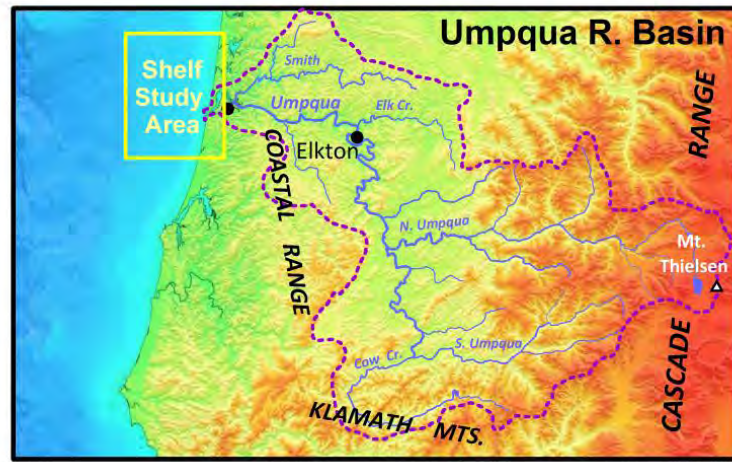 Umpqua R. Basin
Shelf
Study
Area
Smith
Umpqua
Elk Cr.
Elkton
COASTAL RANGE
RANGE
N. Umpqua
Mt.
Thielsen
S. Umpqua
Cow Cr.
KLAMATH MTS.
CASCADE